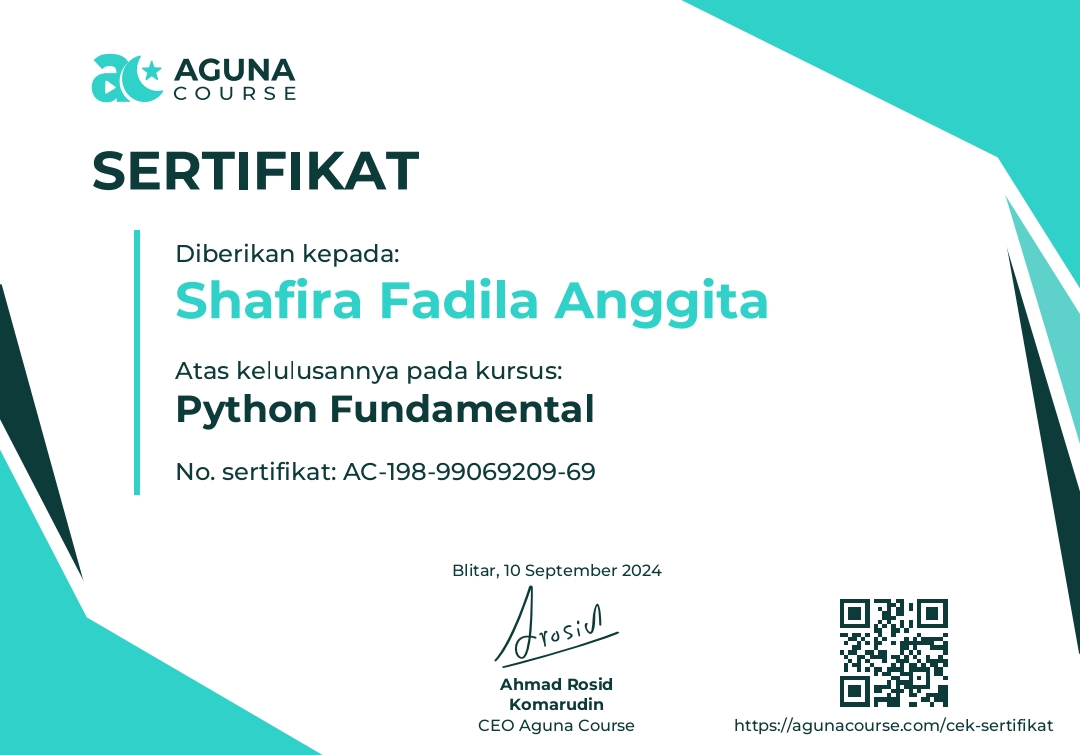 AGUNA
COURSE
SERTIFIKAT
Diberikan kepada:
Shafira Fadila Anggita
Atas kelulusannya pada kursus:
Python Fundamental
No. sertifikat: AC-198-99069209-69
Blitar, 10 September 2024
Arosid
Ahmad Rosid
Komarudin
CEO Aguna Course
https://agunacourse.com/cek-sertifikat